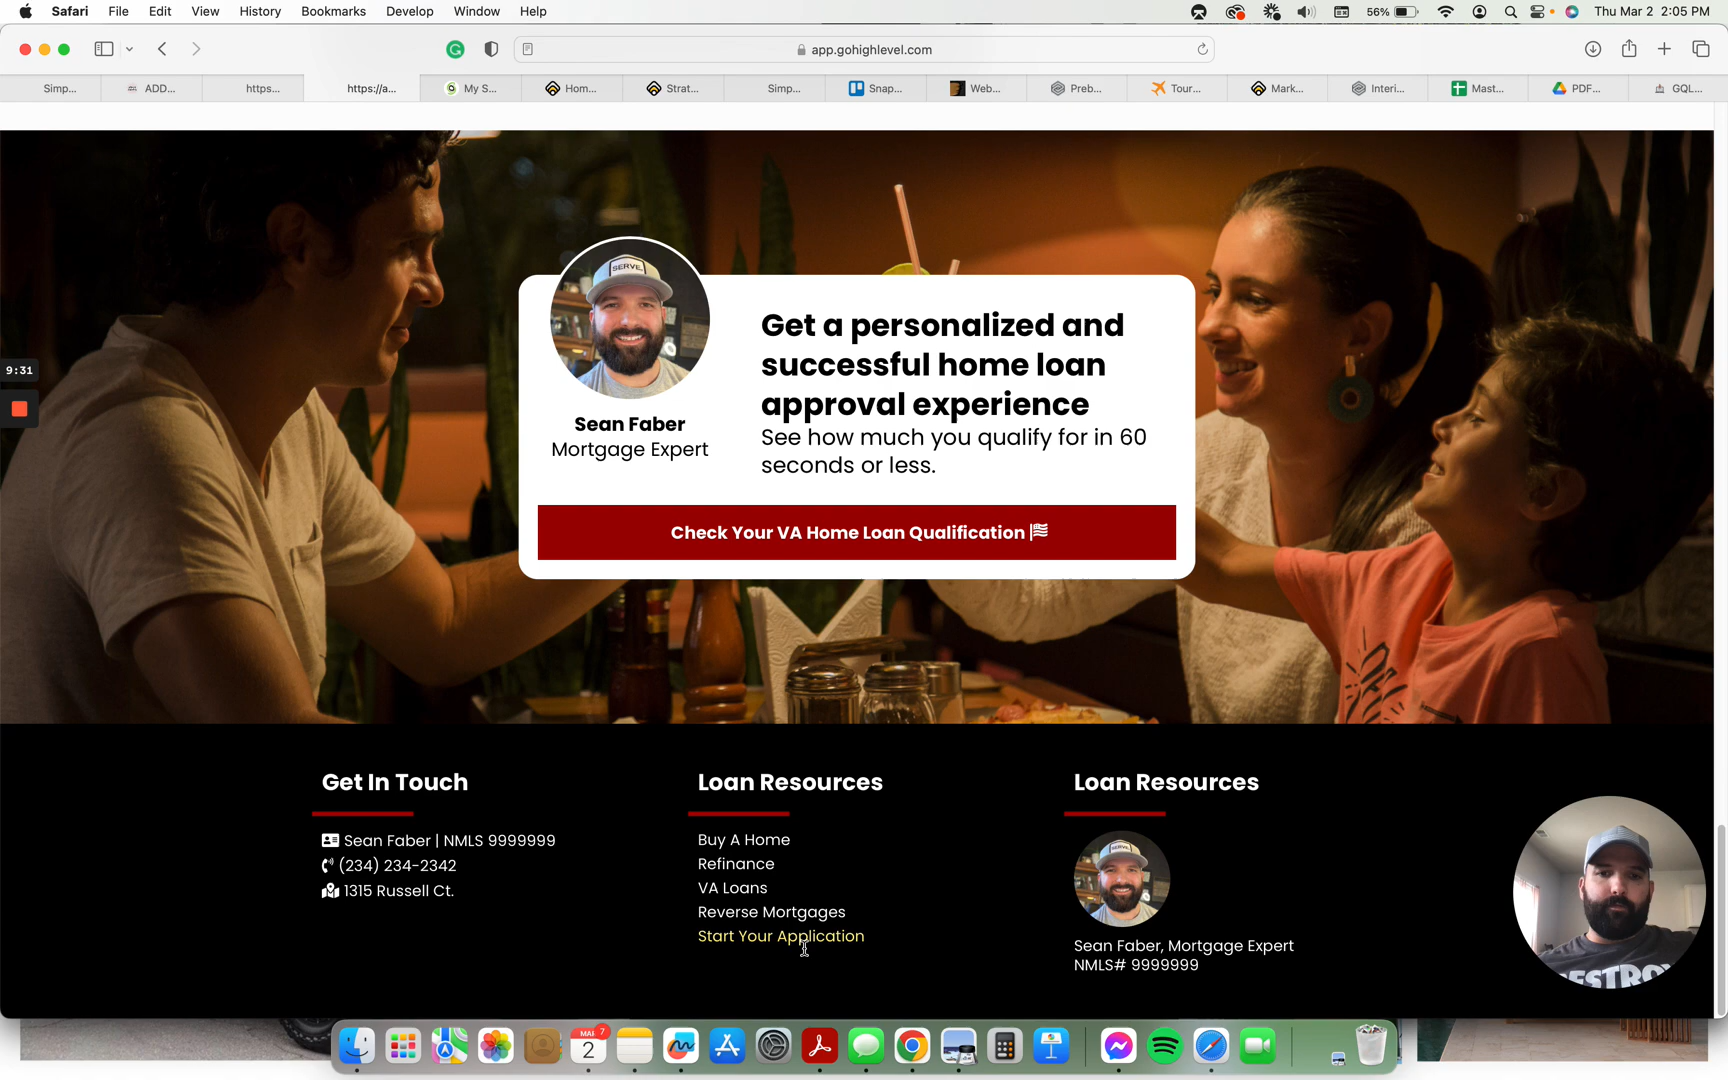 Safari File Edit View History Bookmarks Develop Window Help
56% Thu Mar 2 2:05 PM
app.gohighlevel.com
Simp... ADD... https... https://a... My S... Hom... Strat... Simp... Snap... Web... Preb... Tour... Mark... Interi... Mast... PDF... GQL...
SERVE.
Sean Faber
Mortgage Expert
Get a personalized and
successful home loan
approval experience
See how much you qualify for in 60
seconds or less.
Check Your VA Home Loan Qualification
9:31
Get In Touch
Sean Faber | NMLS 9999999
(234) 234-2342
1315 Russell Ct.
Loan Resources
Buy A Home
Refinance
VA Loans
Reverse Mortgages
Start Your Application
Loan Resources
Sean Faber, Mortgage Expert
NMLS# 9999999
MAR 7
2